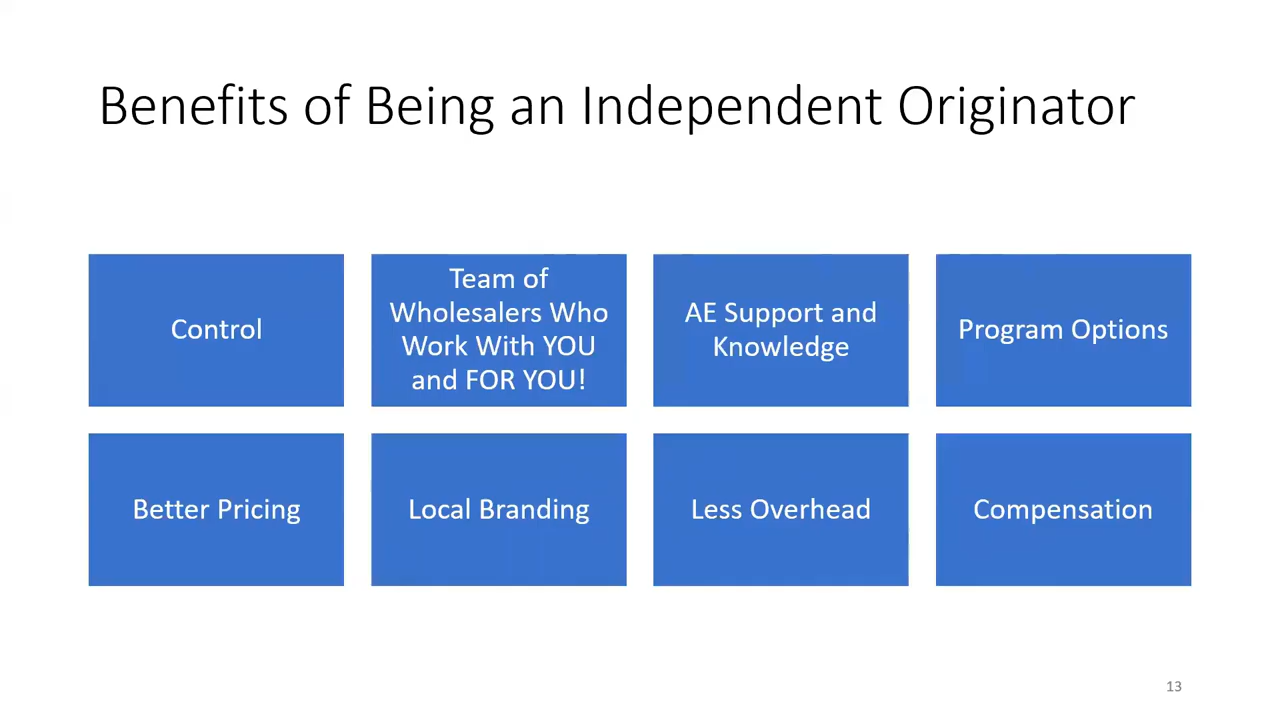 Benefits of Being an Independent Originator
Control
Team of
Wholesalers Who
Work With YOU
and FOR YOU!
AE Support and
Knowledge
Program Options
Better Pricing
Local Branding
Less Overhead
Compensation
13